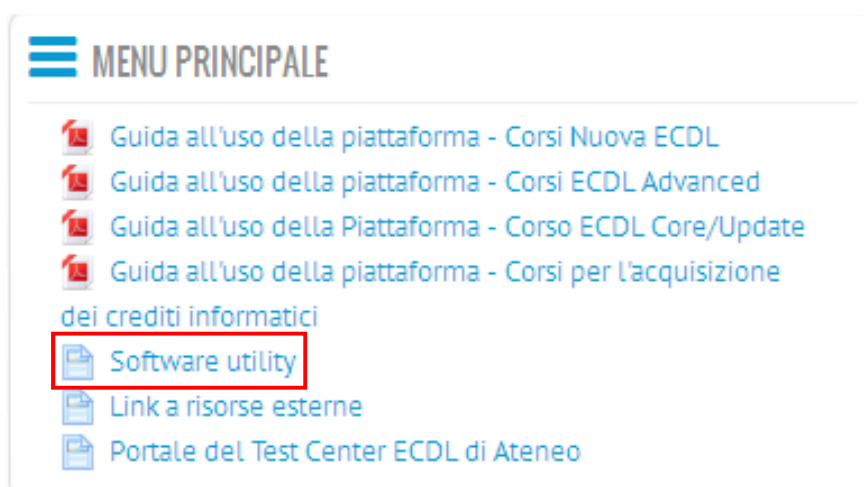 MENU PRINCIPALE
Guida all'uso della piattaforma - Corsi Nuova ECDL
Guida all'uso della piattaforma - Corsi ECDL Advanced
Guida all'uso della Piattaforma - Corso ECDL Core/Update
Guida all'uso della piattaforma - Corsi per l'acquisizione
dei crediti informatici
Software utility
Link a risorse esterne
Portale del Test Center ECDL di Ateneo